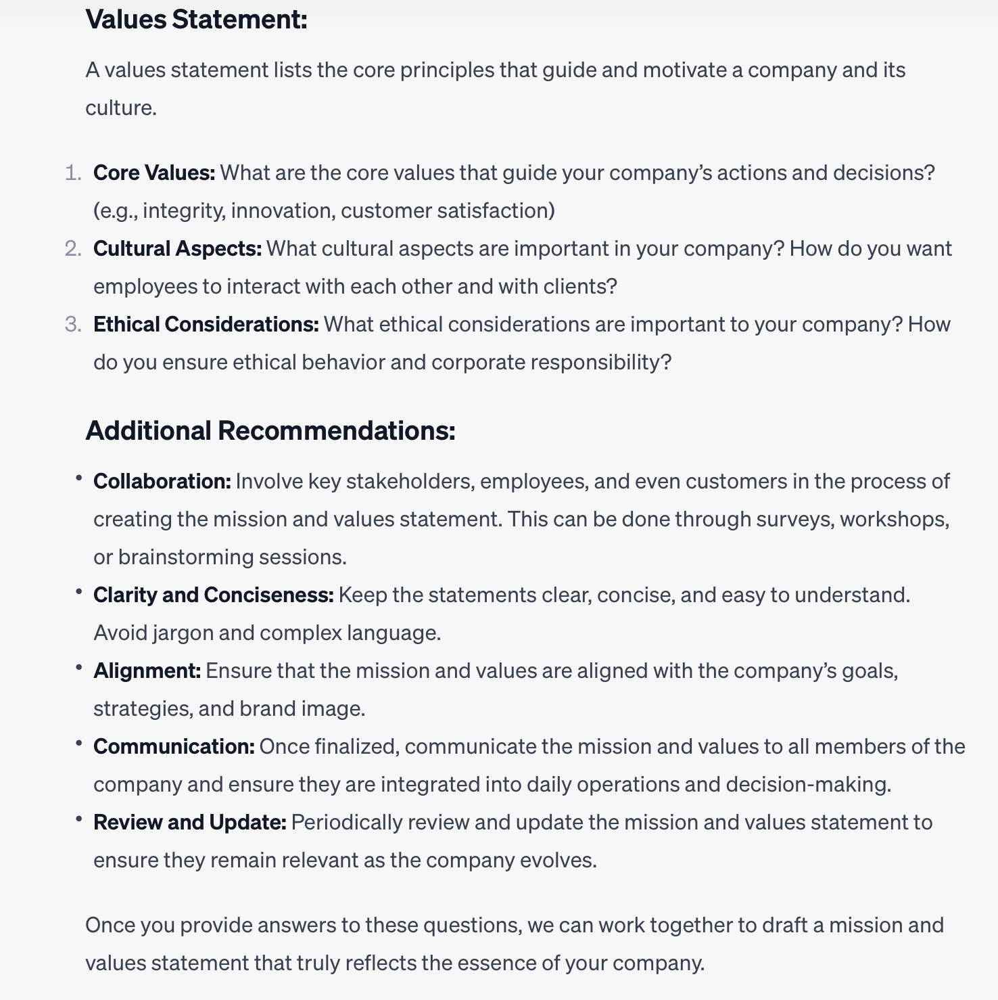 Values Statement:
A values statement lists the core principles that guide and motivate a company and its
culture.
1. Core Values: What are the core values that guide your company’s actions and decisions?
(e.g., integrity, innovation, customer satisfaction)
2. Cultural Aspects: What cultural aspects are important in your company? How do you want
employees to interact with each other and with clients?
3. Ethical Considerations: What ethical considerations are important to your company? How
do you ensure ethical behavior and corporate responsibility?
Additional Recommendations:
• Collaboration: Involve key stakeholders, employees, and even customers in the process of
creating the mission and values statement. This can be done through surveys, workshops,
or brainstorming sessions.
• Clarity and Conciseness: Keep the statements clear, concise, and easy to understand.
Avoid jargon and complex language.
• Alignment: Ensure that the mission and values are aligned with the company’s goals,
strategies, and brand image.
• Communication: Once finalized, communicate the mission and values to all members of the
company and ensure they are integrated into daily operations and decision-making.
• Review and Update: Periodically review and update the mission and values statement to
ensure they remain relevant as the company evolves.
Once you provide answers to these questions, we can work together to draft a mission and
values statement that truly reflects the essence of your company.